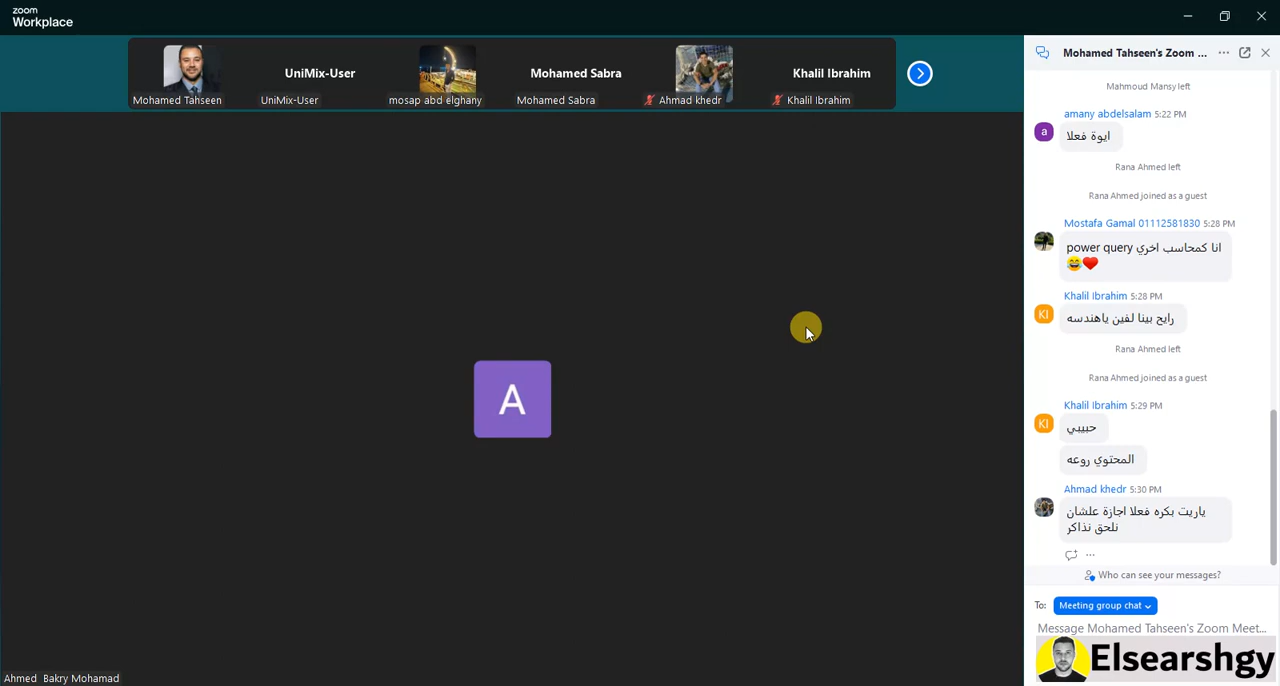 zoom
Workplace
UniMix-User
Mohamed Sabra
Khalil Ibrahim
Mohamed Tahseen
UniMix-User
mosap abd elghany
Mohamed Sabra
Ahmad khedr
Khalil Ibrahim
A
Ahmed Bakry Mohamad
Mohamed Tahseen's Zoom ...
Mahmoud Mansy left
amany abdelsalam 5:22 PM
a
ايوة فعلا
Rana Ahmed left
Rana Ahmed joined as a guest
Mostafa Gamal 01112581830 5:28 PM
انا كمحاسب اخري power query
😂❤️
Khalil Ibrahim 5:28 PM
KI
رايح بينا لفين ياهندسه
Rana Ahmed left
Rana Ahmed joined as a guest
Khalil Ibrahim 5:29 PM
KI
حبيبي
المحتوي روعه
Ahmad khedr 5:30 PM
ياريت بكره فعلا اجازة علشان
نلحق نذاكر
Who can see your messages?
To: Meeting group chat
Message Mohamed Tahseen's Zoom Meet...
Elsearshgy